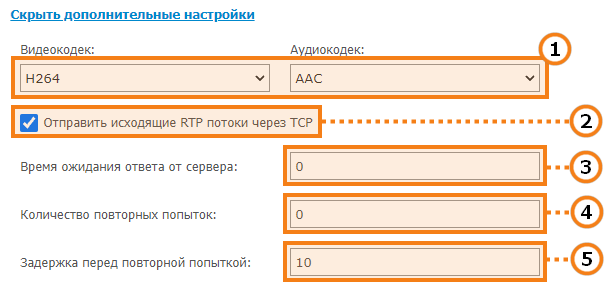 Скрыть дополнительные настройки
Видеокодек: Аудиокодек: 1
H264 AAC
Отправить исходящие RTP потоки через TCP 2
Время ожидания ответа от сервера: 0 3
Количество повторных попыток: 0 4
Задержка перед повторной попыткой: 10 5